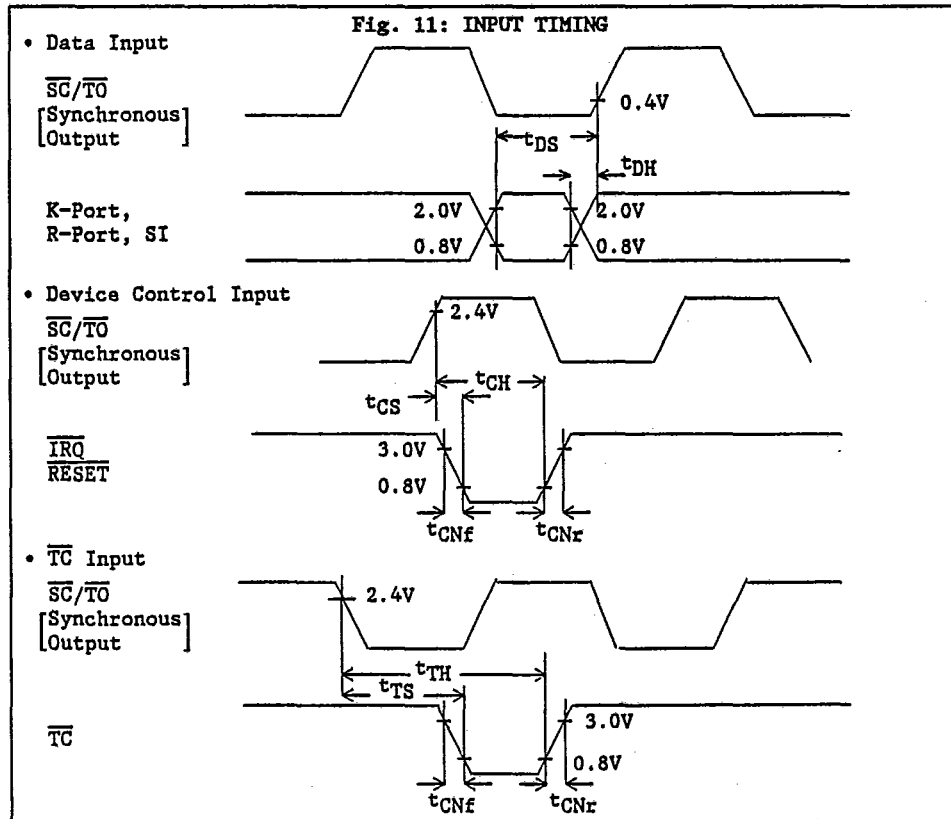 Fig. 11: INPUT TIMING
• Data Input
SC/TO
[Synchronous
Output]
0.4V
tDS
tDH
K-Port,
R-Port, SI
2.0V
2.0V
0.8V
0.8V
• Device Control Input
SC/TO
[Synchronous
Output]
2.4V
tCH
tCS
IRQ
RESET
3.0V
0.8V
tCNf
tCNr
• TC Input
SC/TO
[Synchronous
Output]
2.4V
tTH
tTS
TC
3.0V
0.8V
tCNf
tCNr